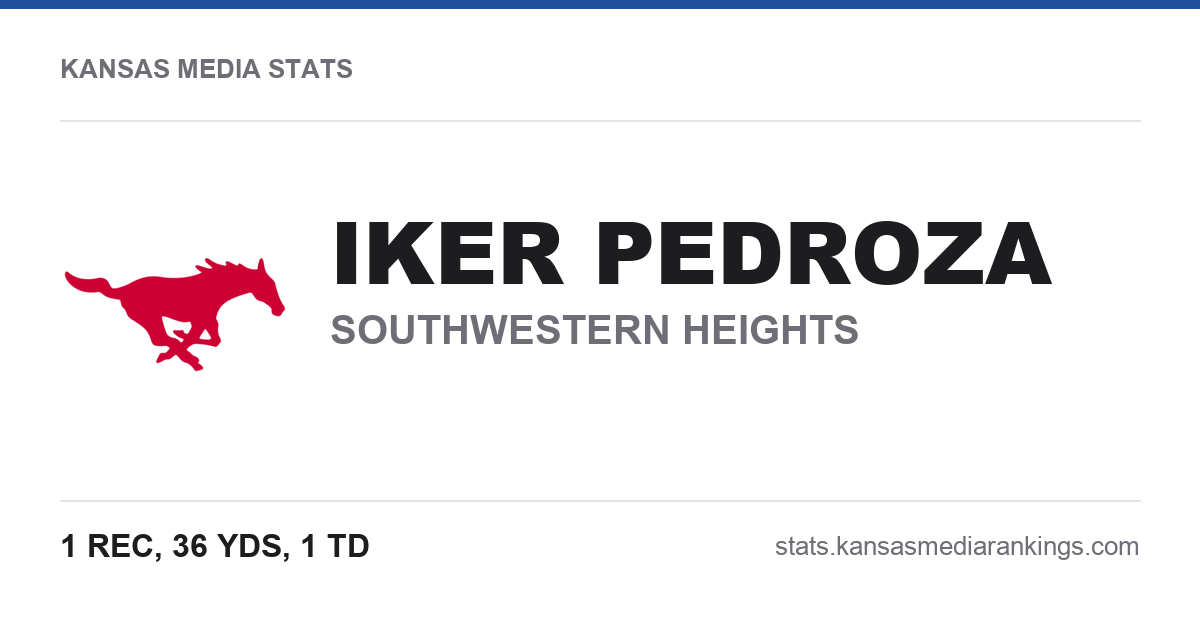 KANSAS MEDIA STATS
IKER PEDROZA
SOUTHWESTERN HEIGHTS
1 REC, 36 YDS, 1 TD
stats.kansasmediarankings.com